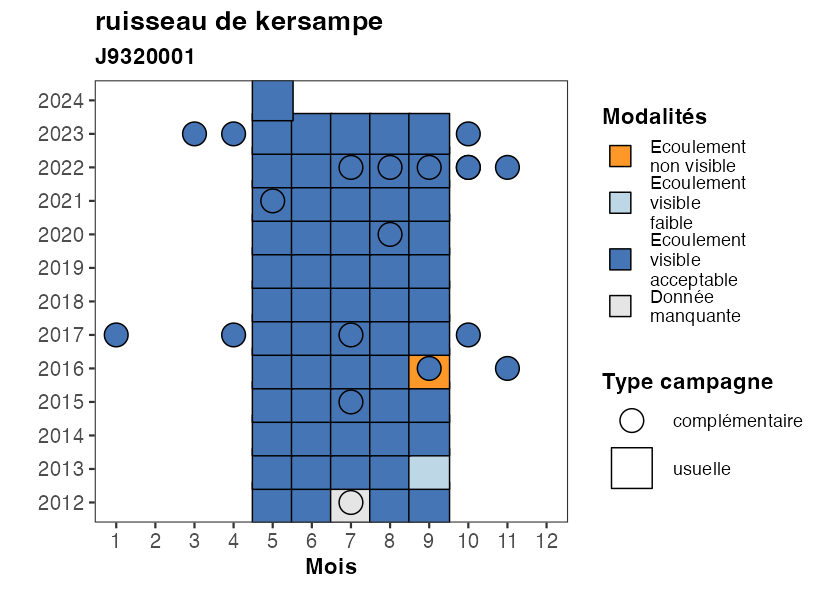 ruisseau de kersampe
J9320001
2024
2023
2022
2021
2020
2019
2018
2017
2016
2015
2014
2013
2012
1 2 3 4 5 6 7 8 9 10 11 12
Mois
Modalités
Ecoulement
non visible
Ecoulement
visible
faible
Ecoulement
visible
acceptable
Donnée
manquante
Type campagne
complémentaire
usuelle